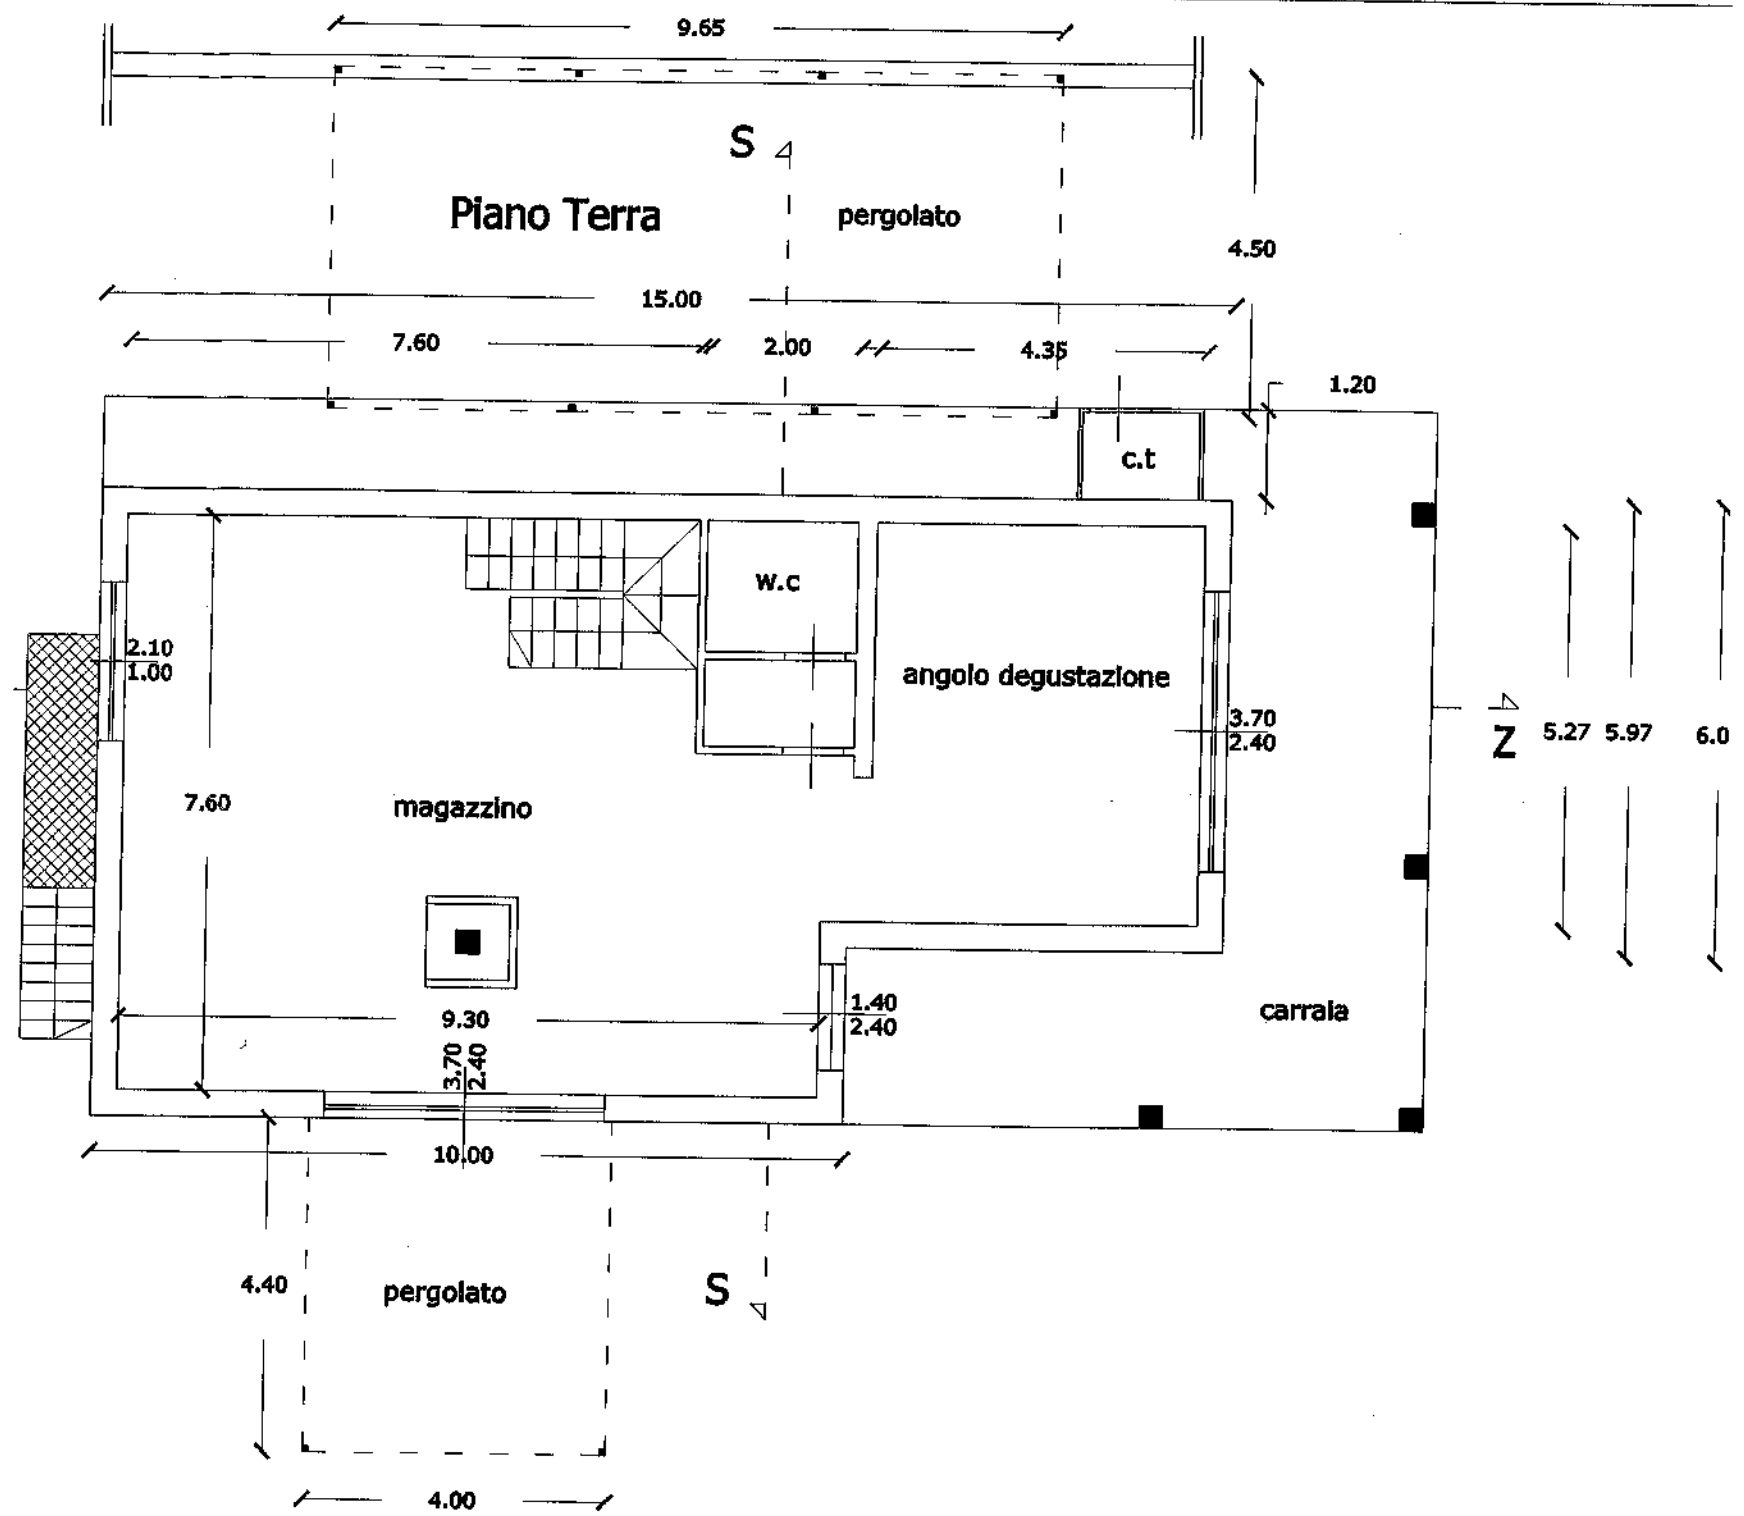 9.65
S
Piano Terra
pergolato
4.50
15.00
7.60
2.00
4.35
1.20
c.t
w.c
2.10
1.00
angolo degustazione
3.70
2.40
Z
5.27
5.97
6.0
7.60
magazzino
9.30
3.70
2.40
1.40
2.40
carraia
10.00
4.40
pergolato
S
4.00